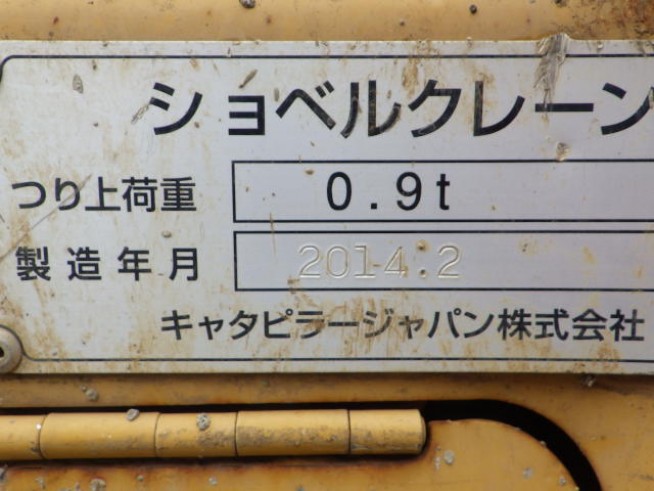 ショベルクレーン
つり上荷重 0.9t
製造年月 2014.2
キャタピラージャパン株式会社